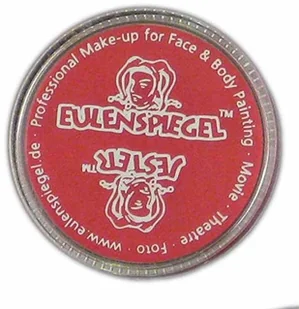 www.eulenspiegel.de · Professional Make-up for Face & Body Painting · Movie · Theatre · Foto ·
EULENSPIEGEL™
JESTER™